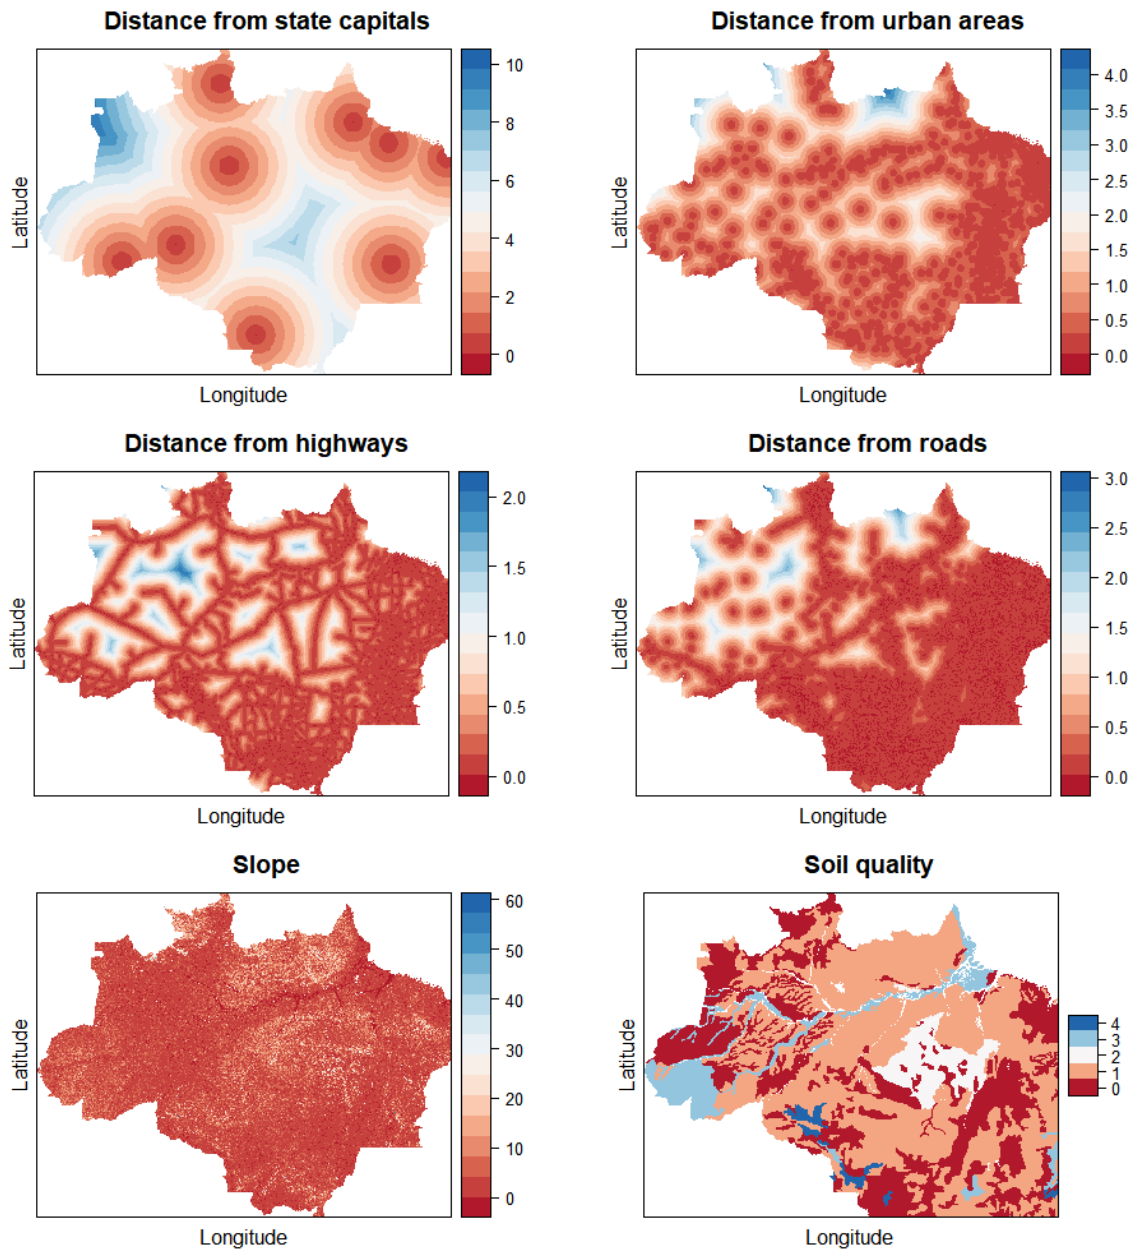 Distance from state capitals
Latitude
10
8
6
4
2
0
Longitude
Distance from urban areas
Latitude
4.0
3.5
3.0
2.5
2.0
1.5
1.0
0.5
0.0
Longitude
Distance from highways
Latitude
2.0
1.5
1.0
0.5
0.0
Longitude
Distance from roads
Latitude
3.0
2.5
2.0
1.5
1.0
0.5
0.0
Longitude
Slope
Latitude
60
50
40
30
20
10
0
Longitude
Soil quality
Latitude
4
3
2
1
0
Longitude